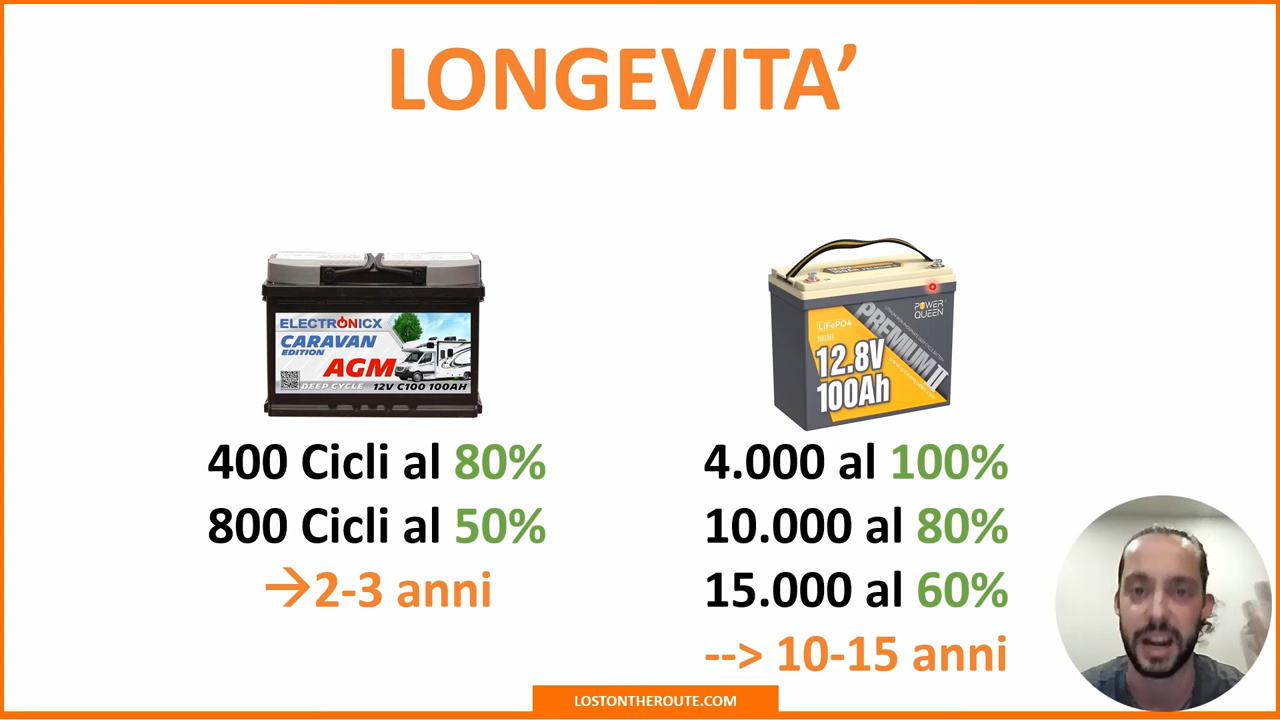 LONGEVITA’
ELECTRONICX
CARAVAN
EDITION
AGM
DEEP CYCLE 12V C100 100AH
POWER
QUEEN
LiFePO4
PREMIUM II
12.8V
100Ah
400 Cicli al 80%
800 Cicli al 50%
→2-3 anni
4.000 al 100%
10.000 al 80%
15.000 al 60%
--> 10-15 anni
LOSTONTHEROUTE.COM